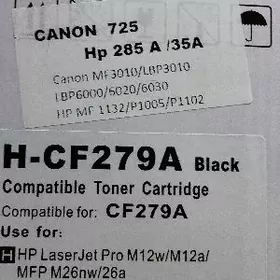 CANON 725
Hp 285 A /35A
Canon MF3010/LBP3010
LBP6000/6020/6030
HP MF 1132/P1005/P1102
H-CF279A Black
Compatible Toner Cartridge
Compatible for: CF279A
Use for:
H HP LaserJet Pro M12w/M12a/
MFP M26nw/26a